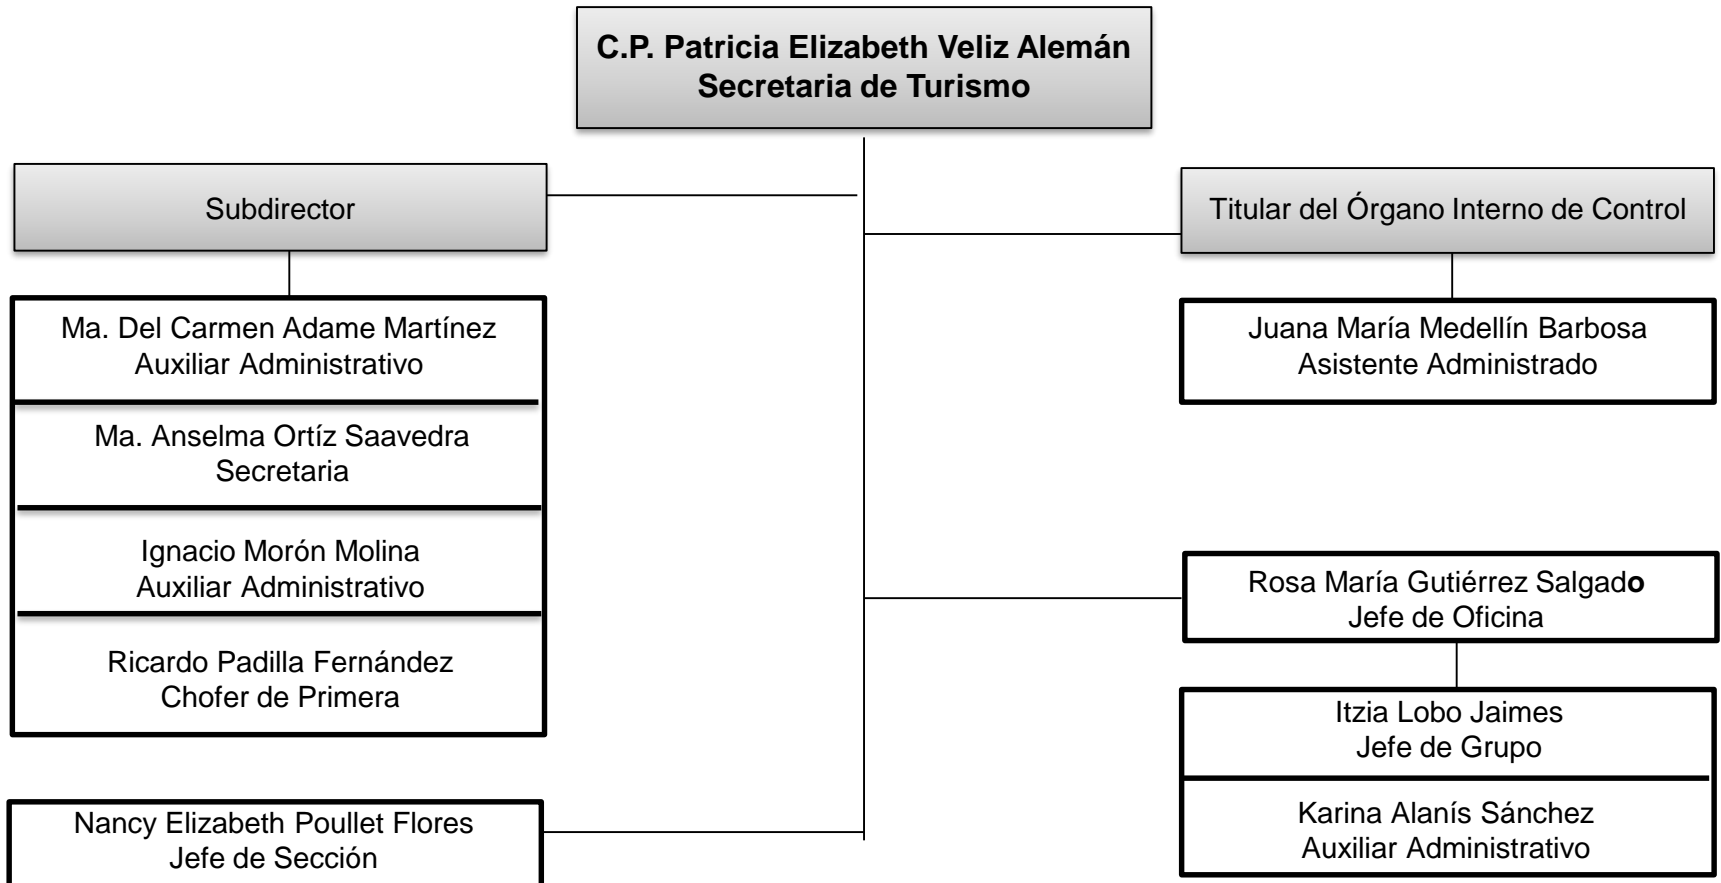 C.P. Patricia Elizabeth Veliz Alemán
Secretaria de Turismo
Subdirector
Titular del Órgano Interno de Control
Ma. Del Carmen Adame Martínez
Auxiliar Administrativo
Ma. Anselma Ortíz Saavedra
Secretaria
Ignacio Morón Molina
Auxiliar Administrativo
Ricardo Padilla Fernández
Chofer de Primera
Nancy Elizabeth Poullet Flores
Jefe de Sección
Juana María Medellín Barbosa
Asistente Administrado
Rosa María Gutiérrez Salgado
Jefe de Oficina
Itzia Lobo Jaimes
Jefe de Grupo
Karina Alanís Sánchez
Auxiliar Administrativo